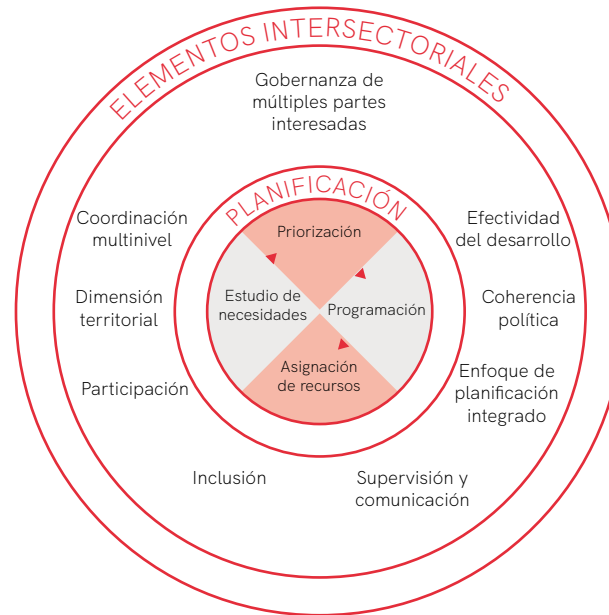 ELEMENTOS INTERSECTORIALES
Gobernanza de
múltiples partes
interesadas
PLANIFICACIÓN
Coordinación
multinivel
Efectividad
del desarrollo
Priorización
Dimensión
territorial
Estudio de
necesidades
Programación
Coherencia
política
Asignación
de recursos
Participación
Enfoque de
planificación
integrado
Inclusión
Supervisión y
comunicación